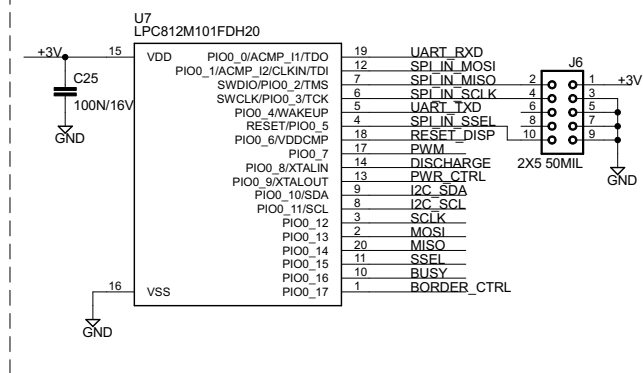 U7
LPC812M101FDH20
+3V 15 VDD PIO0_0/ACMP_I1/TDO 19 UART_RXD
PIO0_1/ACMP_I2/CLKIN/TDI 12 SPI_IN_MOSI J6
SWDIO/PIO0_2/TMS 7 SPI_IN_MISO 2 1 +3V
C25 SWCLK/PIO0_3/TCK 6 SPI_IN_SCLK 4 3
100N/16V PIO0_4/WAKEUP 5 UART_TXD 6 5
RESET/PIO0_5 4 SPI_IN_SSEL 8 7
GND PIO0_6/VDDCMP 18 RESET_DISP 10 9
PIO0_7 17 PWM
PIO0_8/XTALIN 14 DISCHARGE 2X5 50MIL
PIO0_9/XTALOUT 13 PWR_CTRL GND
PIO0_10/SDA 9 I2C_SDA
PIO0_11/SCL 8 I2C_SCL
PIO0_12 3 SCLK
PIO0_13 2 MOSI
PIO0_14 20 MISO
PIO0_15 11 SSEL
PIO0_16 10 BUSY
16 VSS PIO0_17 1 BORDER_CTRL
GND